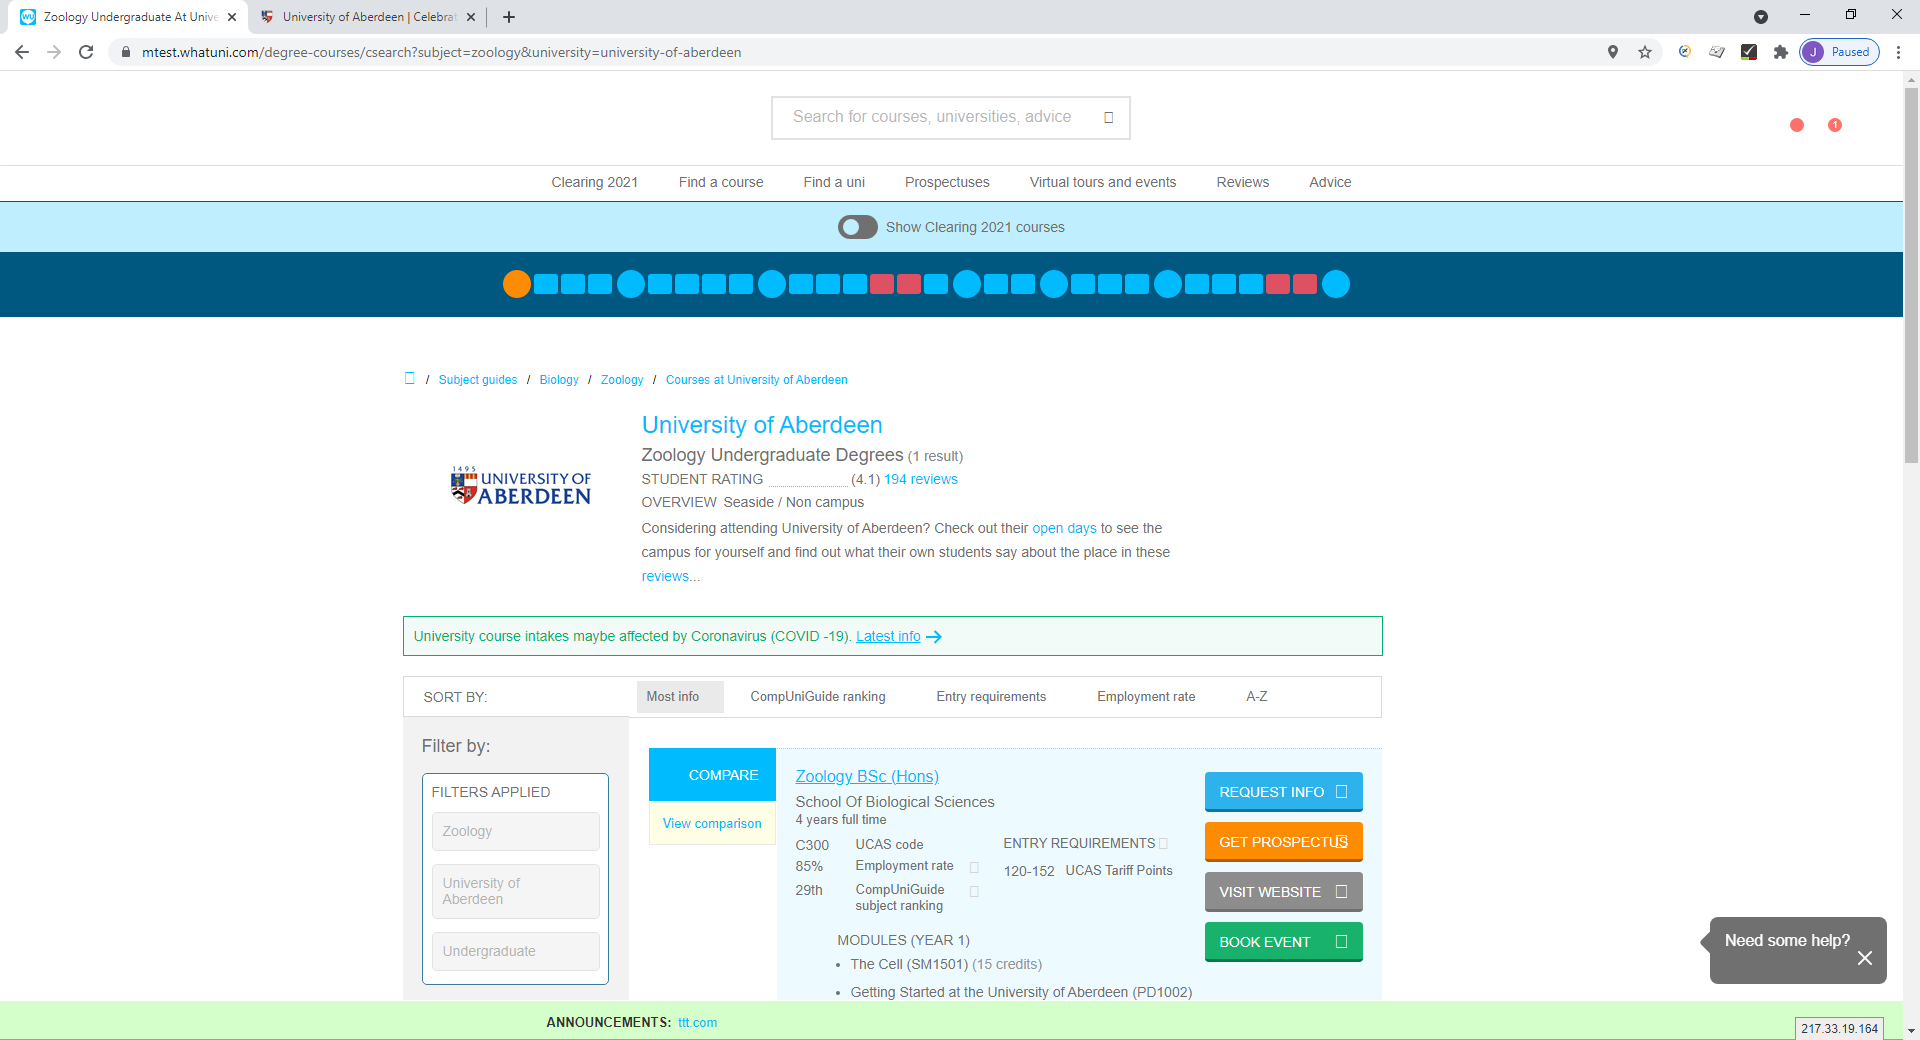 Zoology Undergraduate At Unive
University of Aberdeen | Celebrat
mtest.whatuni.com/degree-courses/csearch?subject=zoology&university=university-of-aberdeen
J Paused
Search for courses, universities, advice
1
Clearing 2021 Find a course Find a uni Prospectuses Virtual tours and events Reviews Advice
Show Clearing 2021 courses
/ Subject guides / Biology / Zoology / Courses at University of Aberdeen
1495
UNIVERSITY OF
ABERDEEN
University of Aberdeen
Zoology Undergraduate Degrees (1 result)
STUDENT RATING (4.1) 194 reviews
OVERVIEW Seaside / Non campus
Considering attending University of Aberdeen? Check out their open days to see the
campus for yourself and find out what their own students say about the place in these
reviews...
University course intakes maybe affected by Coronavirus (COVID -19). Latest info
SORT BY: Most info CompUniGuide ranking Entry requirements Employment rate A-Z
Filter by:
FILTERS APPLIED
Zoology
University of
Aberdeen
Undergraduate
COMPARE
View comparison
Zoology BSc (Hons)
School Of Biological Sciences
4 years full time
C300 UCAS code
85% Employment rate
29th CompUniGuide
subject ranking
ENTRY REQUIREMENTS
120-152 UCAS Tariff Points
MODULES (YEAR 1)
• The Cell (SM1501) (15 credits)
• Getting Started at the University of Aberdeen (PD1002)
REQUEST INFO
GET PROSPECTUS
VISIT WEBSITE
BOOK EVENT
Need some help?
ANNOUNCEMENTS: ttt.com
217.33.19.164